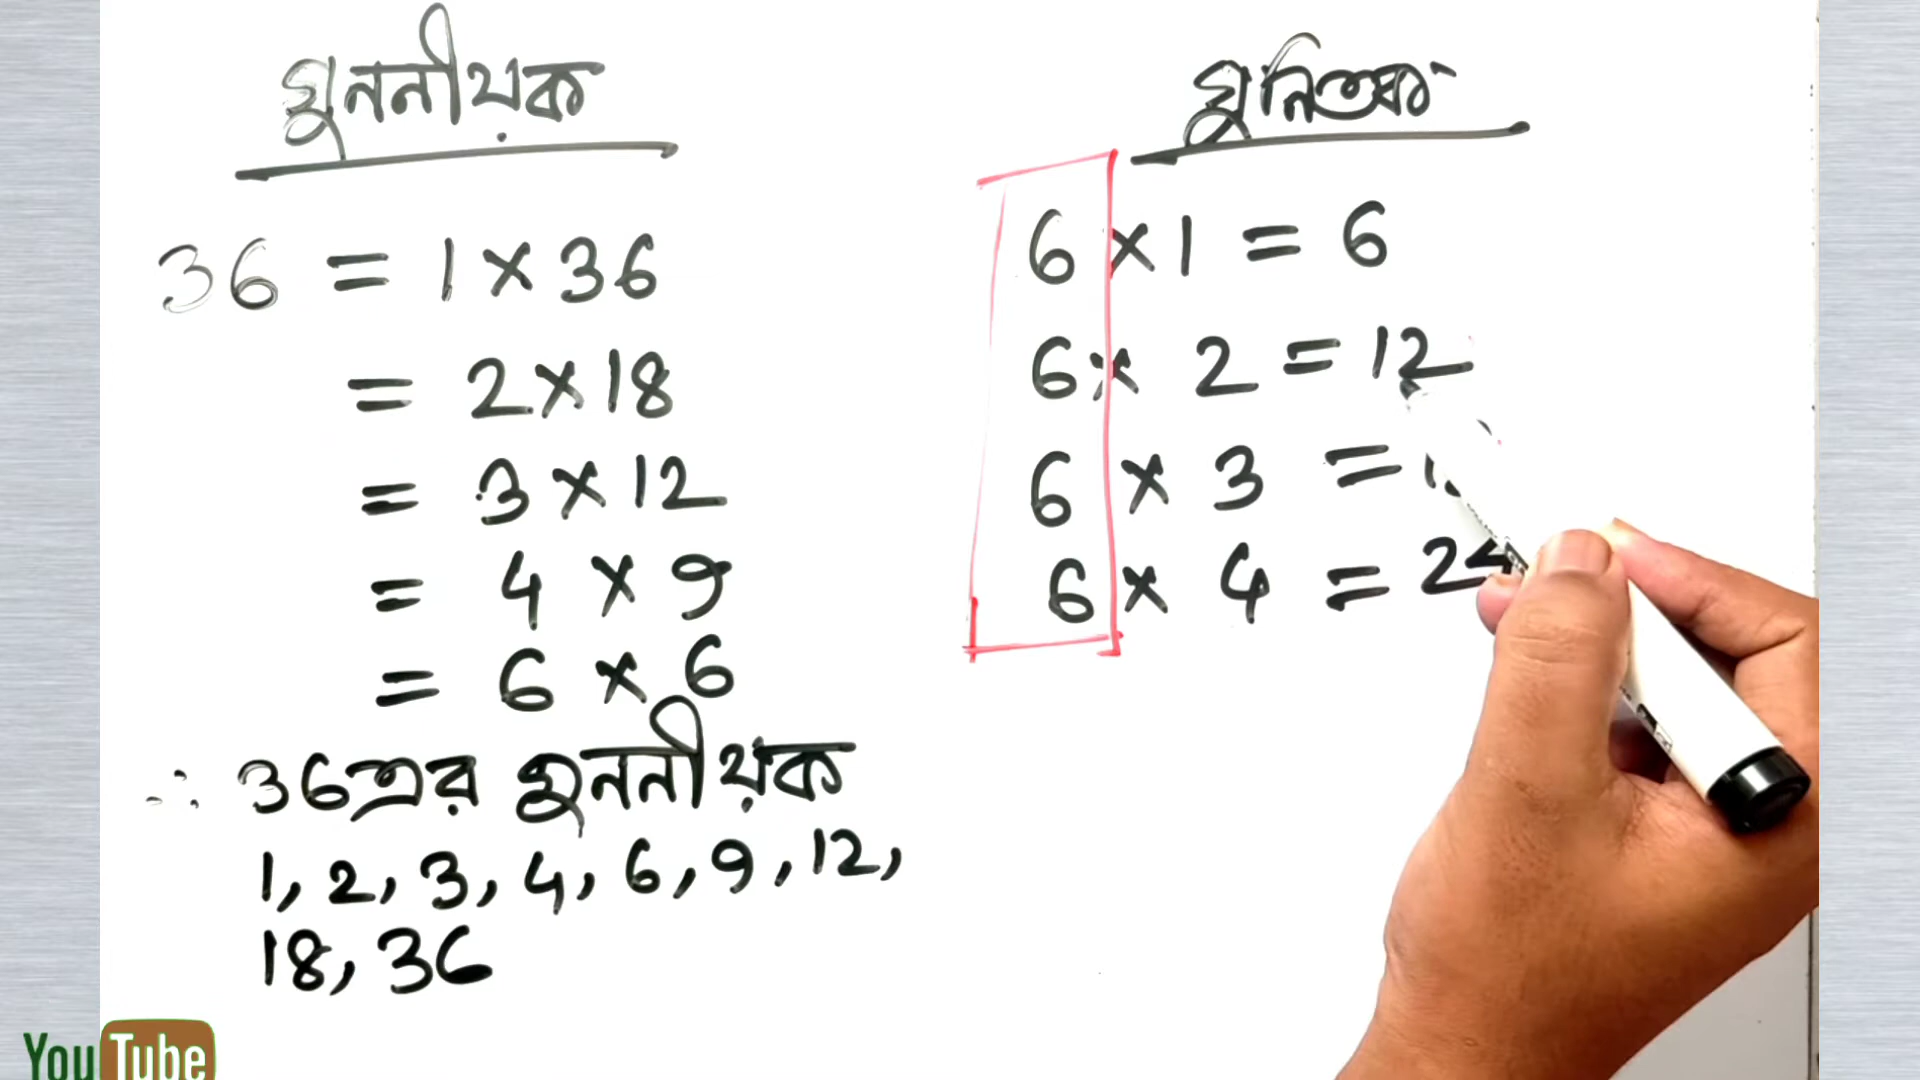 গুননীয়ক
36 = 1 × 36
= 2 × 18
= 3 × 12
= 4 × 9
= 6 × 6
∴ 36এর গুননীয়ক
1, 2, 3, 4, 6, 9, 12,
18, 36
গুনিতক
6 × 1 = 6
6 × 2 = 12
6 × 3 =
6 × 4 = 24
YouTube